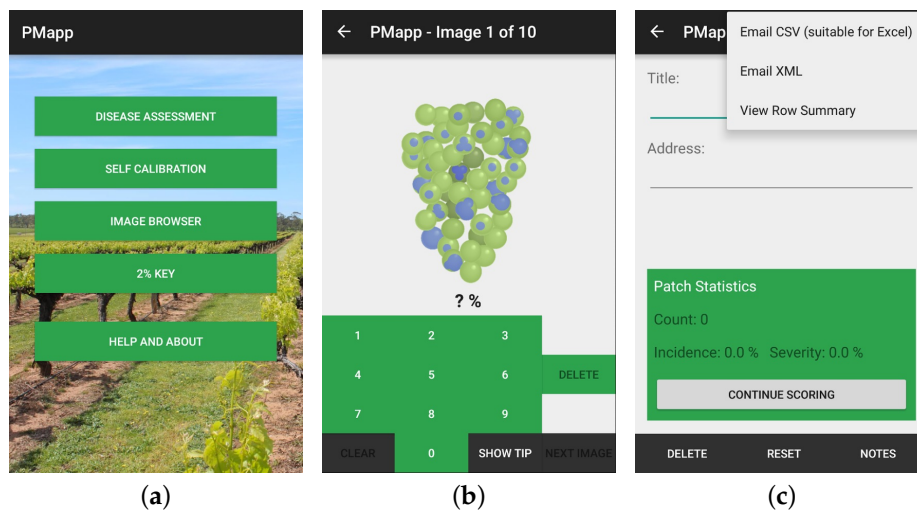 PMapp
DISEASE ASSESSMENT
SELF CALIBRATION
IMAGE BROWSER
2% KEY
HELP AND ABOUT
(a)
← PMapp - Image 1 of 10
? %
1 2 3
4 5 6 DELETE
7 8 9
CLEAR 0 SHOW TIP NEXT IMAGE
(b)
← PMap
Email CSV (suitable for Excel)
Email XML
View Row Summary
Title:
Address:
Patch Statistics
Count: 0
Incidence: 0.0 % Severity: 0.0 %
CONTINUE SCORING
DELETE RESET NOTES
(c)